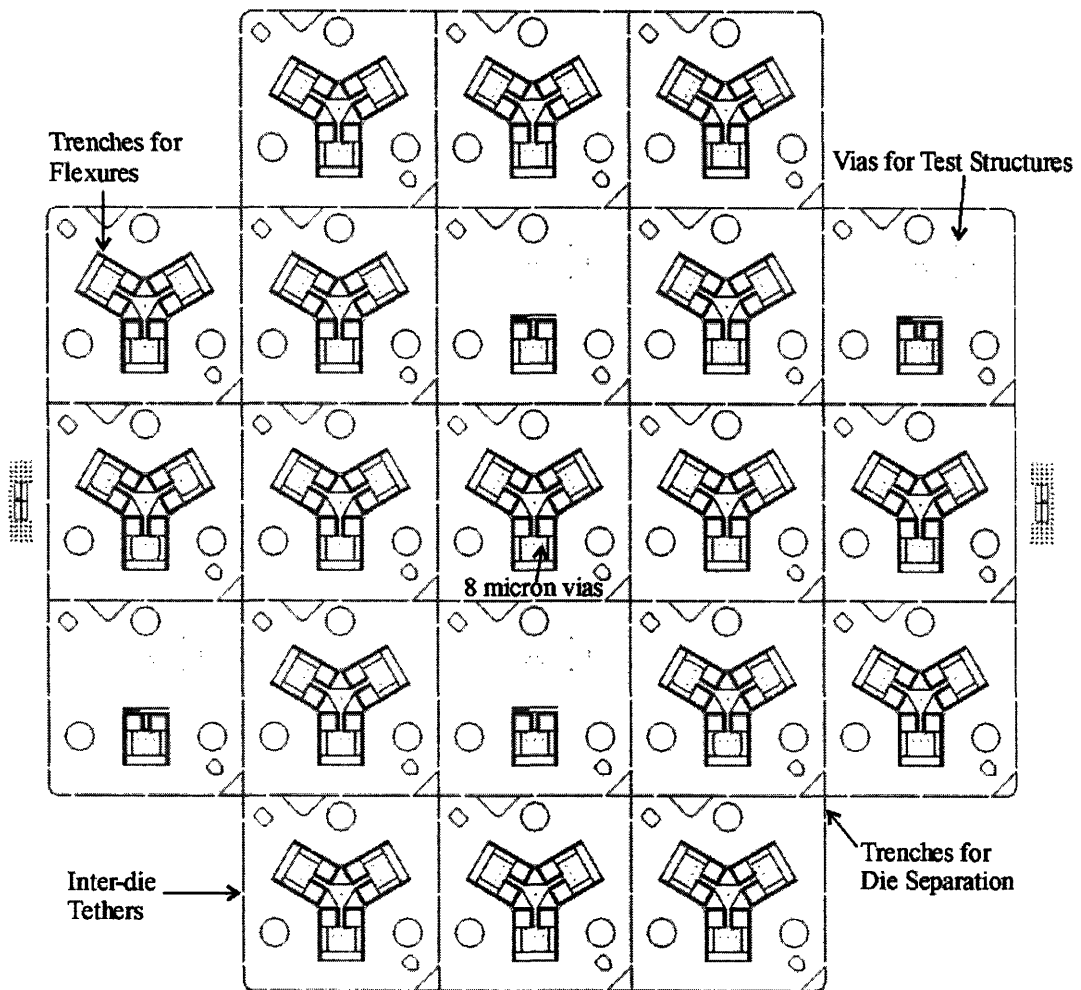 Trenches for
Flexures
Vias for Test Structures
8 micron vias
Inter-die
Tethers
Trenches for
Die Separation